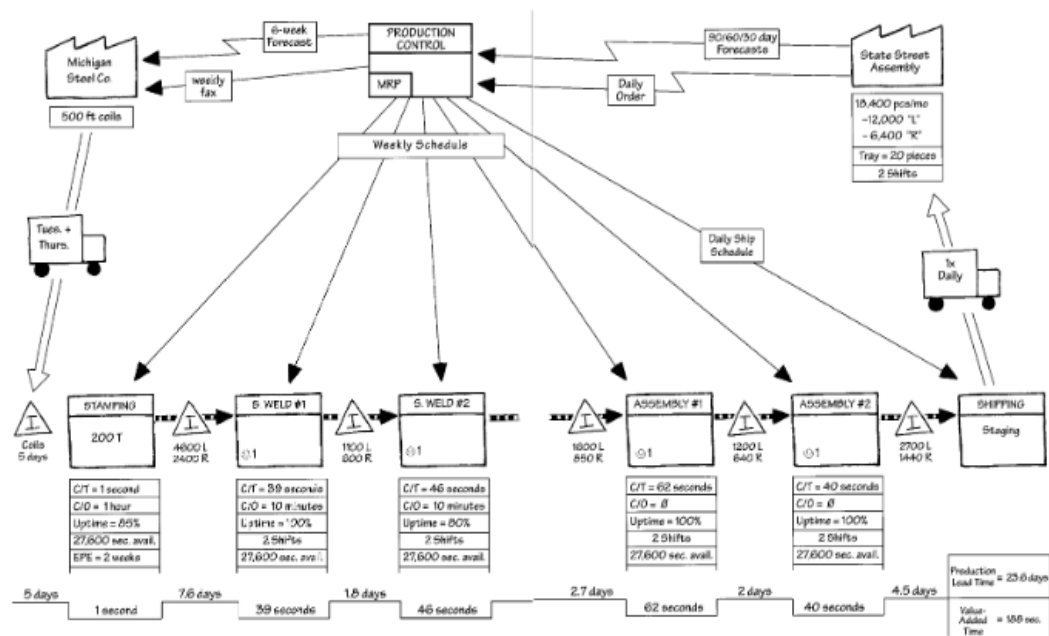 Michigan
Steel Co.
500 ft coils
6-week
Forecast
weekly
fax
PRODUCTION
CONTROL
MRP
90/60/30 day
Forecasts
Daily
Order
State Street
Assembly
18,400 pcs/mo
-12,000 "L"
- 6,400 "R"
Tray = 20 pieces
2 Shifts
Weekly Schedule
Tues. +
Thurs.
Daily Ship
Schedule
1x
Daily
I
Coils
5 days
STAMPING
200 T
I
4600 L
2400 R
S. WELD #1
1
I
1100 L
600 R
S. WELD #2
1
I
1600 L
850 R
ASSEMBLY #1
1
I
1200 L
640 R
ASSEMBLY #2
1
I
2700 L
1440 R
SHIPPING
Staging
C/T = 1 second
C/O = 1 hour
Uptime = 85%
27,600 sec. avail.
EPE = 2 weeks
C/T = 39 seconds
C/O = 10 minutes
Uptime = 100%
2 Shifts
27,600 sec. avail.
C/T = 46 seconds
C/O = 10 minutes
Uptime = 80%
2 Shifts
27,600 sec. avail.
C/T = 62 seconds
C/O = Ø
Uptime = 100%
2 Shifts
27,600 sec. avail.
C/T = 40 seconds
C/O = Ø
Uptime = 100%
2 Shifts
27,600 sec. avail.
5 days
1 second
7.6 days
39 seconds
1.8 days
46 seconds
2.7 days
62 seconds
2 days
40 seconds
4.5 days
Production
Lead Time = 23.6 days
Value-
Added = 188 sec.
Time